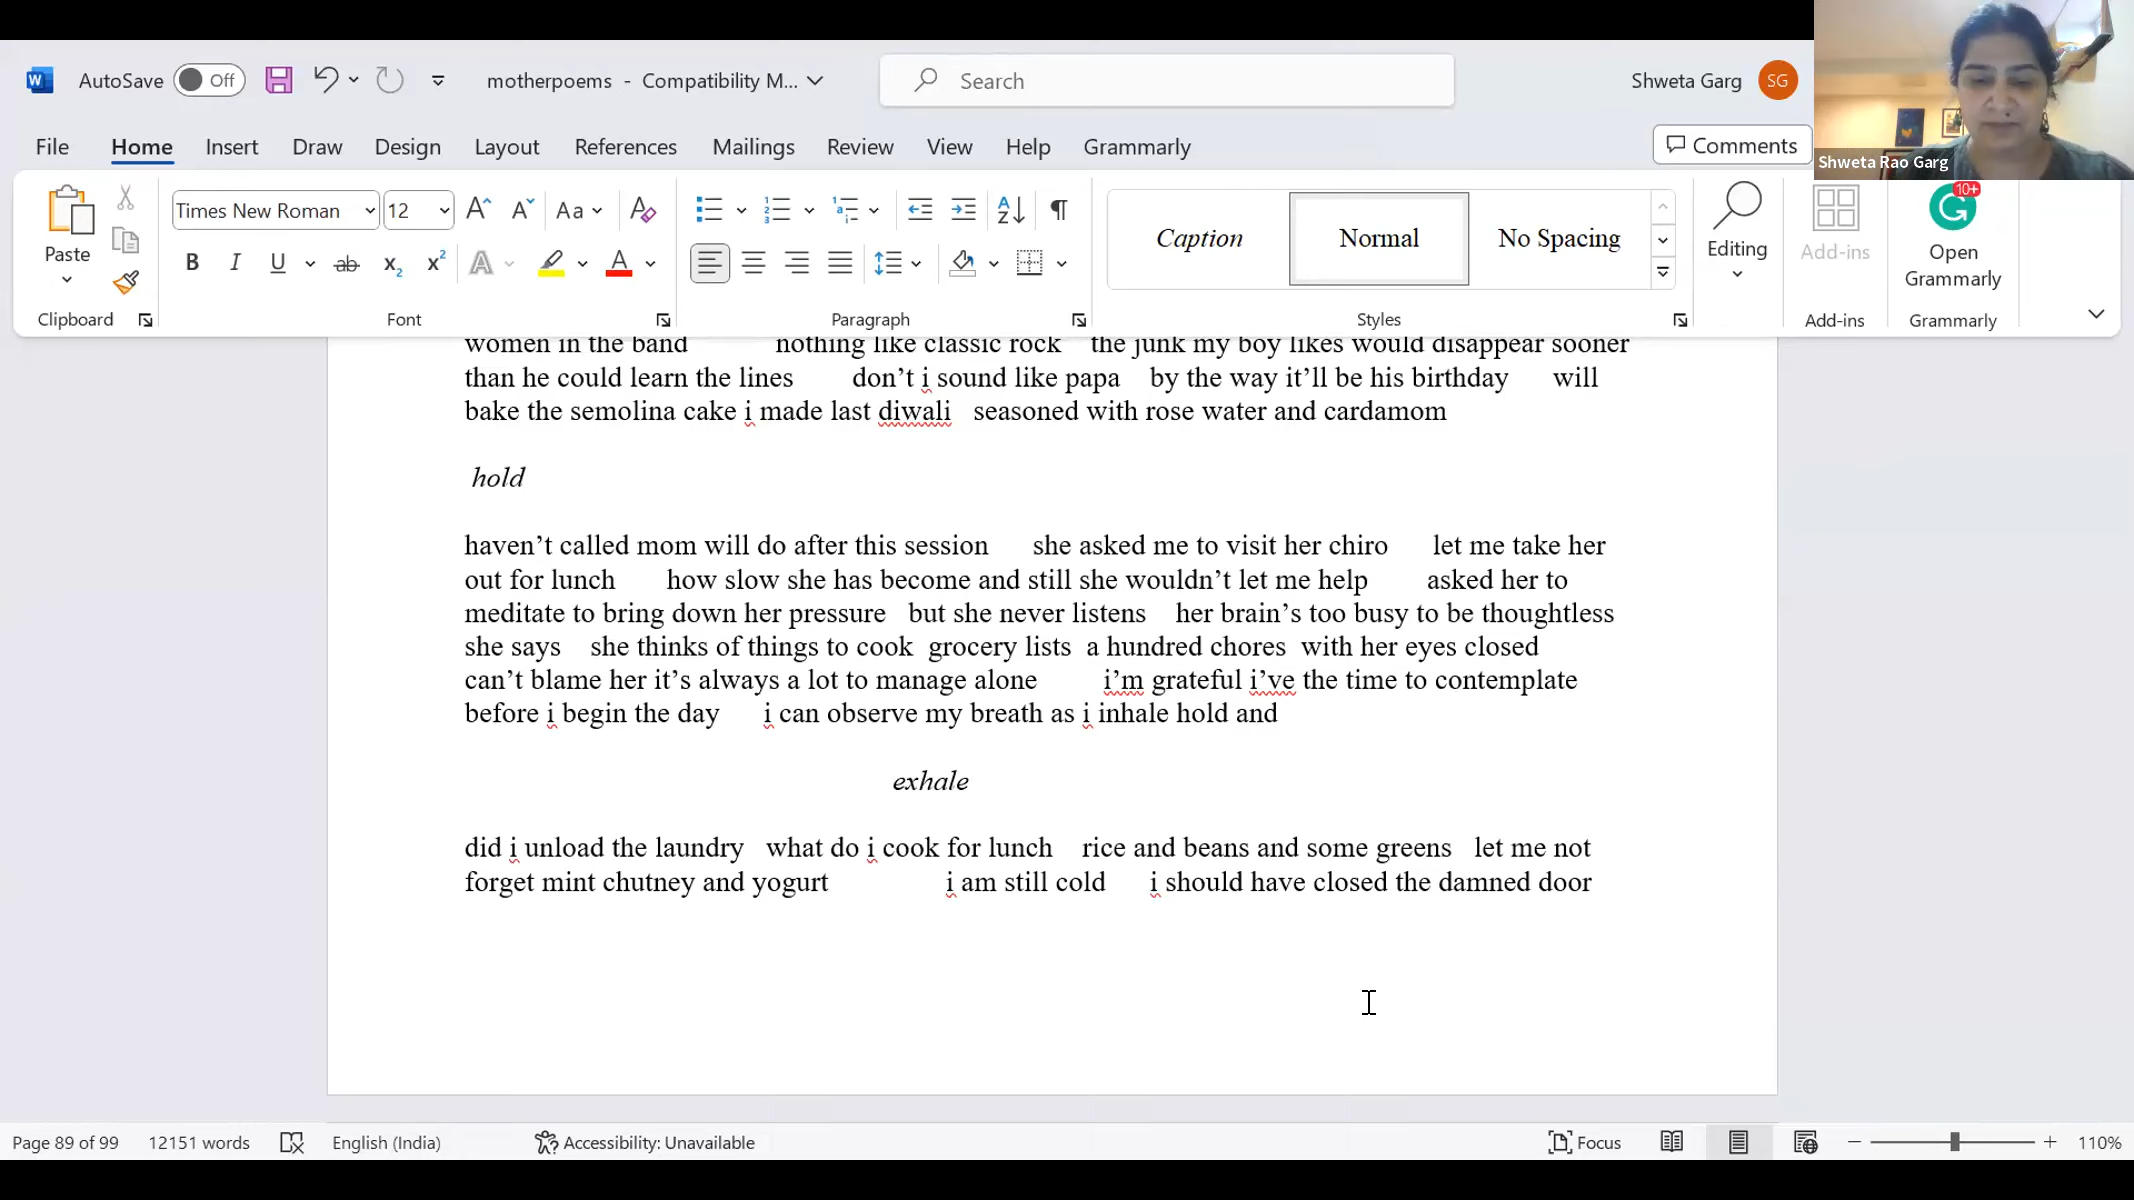 AutoSave Off motherpoems - Compatibility M... Search Shweta Garg SG
File Home Insert Draw Design Layout References Mailings Review View Help Grammarly Comments
Shweta Rao Garg
Paste Times New Roman 12 Aa Caption Normal No Spacing Editing Add-ins Open Grammarly 10+
Clipboard Font Paragraph Styles Add-ins Grammarly
women in the band nothing like classic rock the junk my boy likes would disappear sooner
than he could learn the lines don’t i sound like papa by the way it’ll be his birthday will
bake the semolina cake i made last diwali seasoned with rose water and cardamom
hold
haven’t called mom will do after this session she asked me to visit her chiro let me take her
out for lunch how slow she has become and still she wouldn’t let me help asked her to
meditate to bring down her pressure but she never listens her brain’s too busy to be thoughtless
she says she thinks of things to cook grocery lists a hundred chores with her eyes closed
can’t blame her it’s always a lot to manage alone i’m grateful i’ve the time to contemplate
before i begin the day i can observe my breath as i inhale hold and
exhale
did i unload the laundry what do i cook for lunch rice and beans and some greens let me not
forget mint chutney and yogurt i am still cold i should have closed the damned door
Page 89 of 99 12151 words English (India) Accessibility: Unavailable Focus 110%